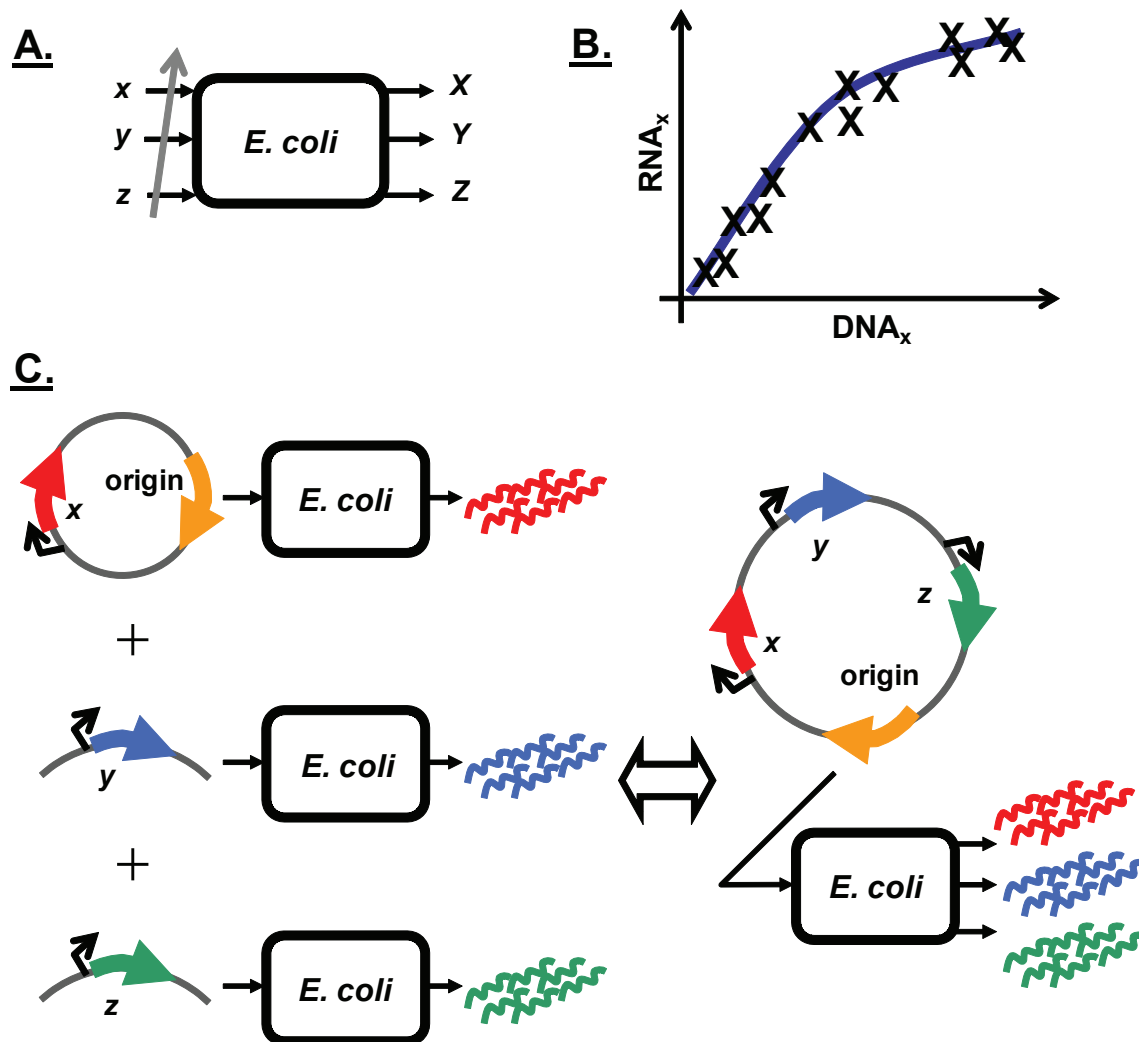 A.
x
y
z
E. coli
X
Y
Z
B.
RNAx
X X X X X X X X X X X X X X
DNAx
C.
origin
x
E. coli
+
y
E. coli
+
z
E. coli
y
z
x
origin
E. coli